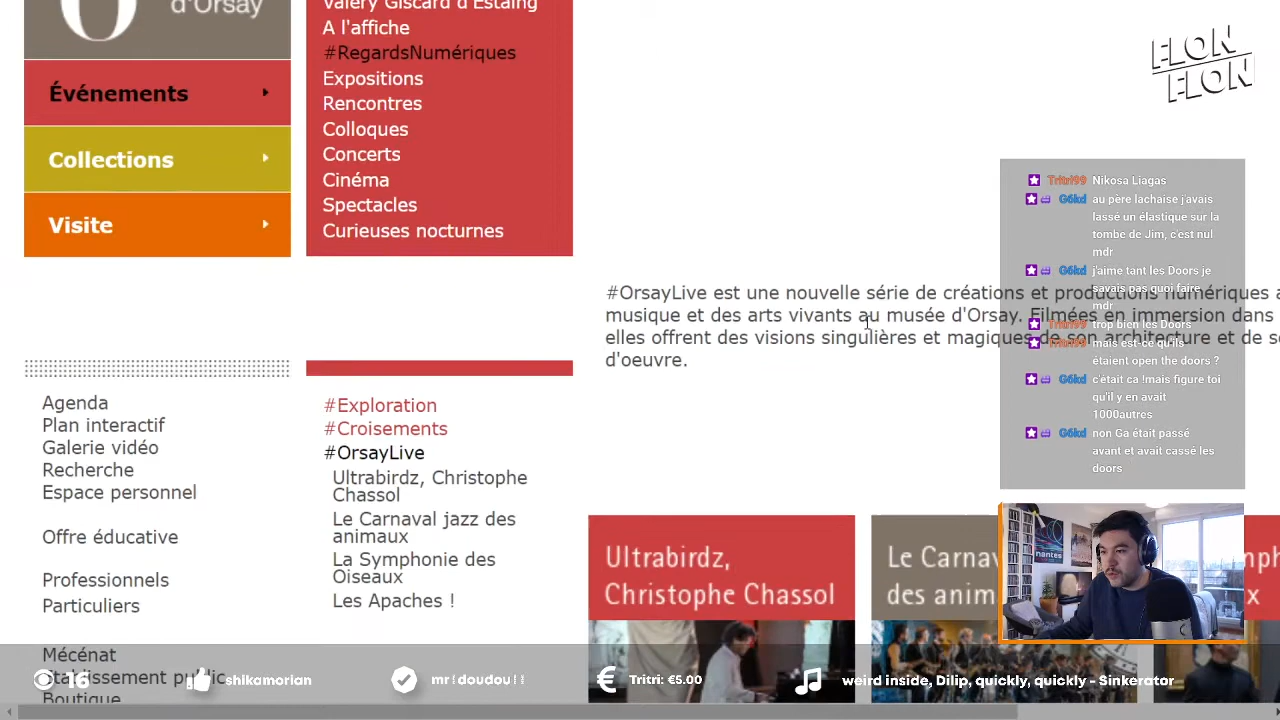 d'Orsay
Événements
Collections
Visite
Valéry Giscard d'Estaing
A l'affiche
#RegardsNumériques
Expositions
Rencontres
Colloques
Concerts
Cinéma
Spectacles
Curieuses nocturnes
FLON
FLON
#OrsayLive est une nouvelle série de créations et productions numériques a
musique et des arts vivants au musée d'Orsay. Filmées en immersion dans
elles offrent des visions singulières et magiques de son architecture et de s
d'oeuvre.
Tritri99 Nikosa Liagas
G6kd au père lachaise j'avais
lassé un élastique sur la
tombe de Jim, c'est nul
mdr
G6kd j'aime tant les Doors je
savais pas quoi faire
mdr
Tritri99 trop bien les Doors
Tritri99 mais est-ce qu'ils
étaient open the doors ?
G6kd c'était ca !mais figure toi
qu'il y en avait
1000autres
G6kd non Ga était passé
avant et avait cassé les
doors
Agenda
Plan interactif
Galerie vidéo
Recherche
Espace personnel
Offre éducative
Professionnels
Particuliers
Mécénat
Etablissement public
Boutique
#Exploration
#Croisements
#OrsayLive
Ultrabirdz, Christophe
Chassol
Le Carnaval jazz des
animaux
La Symphonie des
Oiseaux
Les Apaches !
Ultrabirdz,
Christophe Chassol
Le Carna
des anim
nantes
mph
x
16
shikamorian
mr!doudou!!
€ Tritri: €5.00
weird inside, Dilip, quickly, quickly - Sinkerator